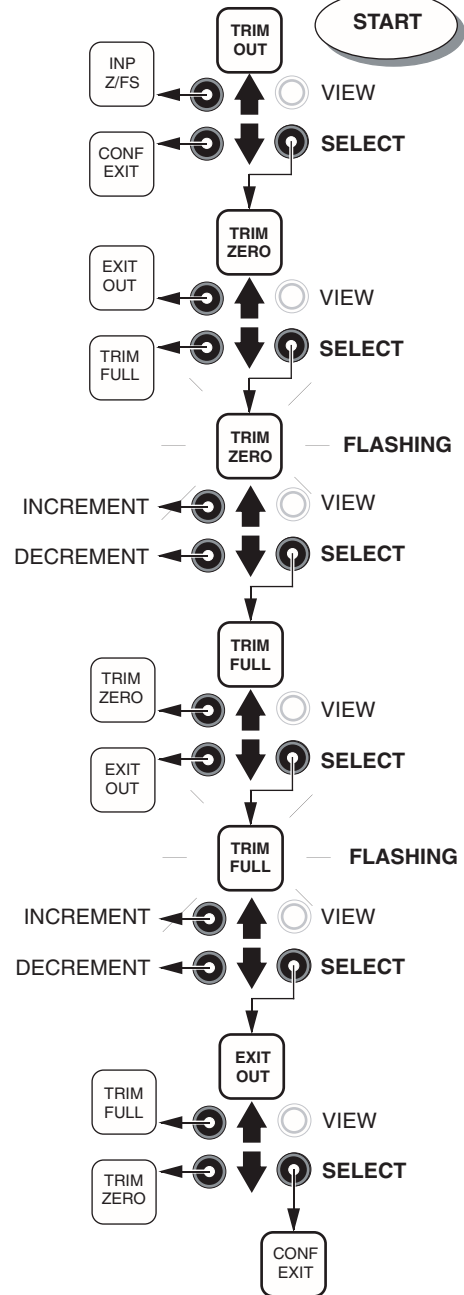 START
TRIM
OUT
INP
Z/FS
VIEW
CONF
EXIT
SELECT
TRIM
ZERO
EXIT
OUT
VIEW
TRIM
FULL
SELECT
TRIM
ZERO
FLASHING
INCREMENT
VIEW
DECREMENT
SELECT
TRIM
FULL
TRIM
ZERO
VIEW
EXIT
OUT
SELECT
TRIM
FULL
FLASHING
INCREMENT
VIEW
DECREMENT
SELECT
EXIT
OUT
TRIM
FULL
VIEW
TRIM
ZERO
SELECT
CONF
EXIT